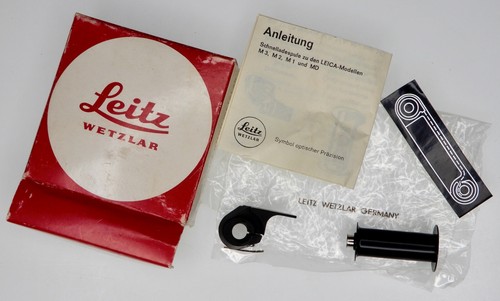 Leitz
WETZLAR
Anleitung
Schnelladespule zu den LEICA-Modellen
M 3, M 2, M 1 und MD
Leitz
WETZLAR
Symbol optischer Präzision
LEITZ WETZLAR GERMANY